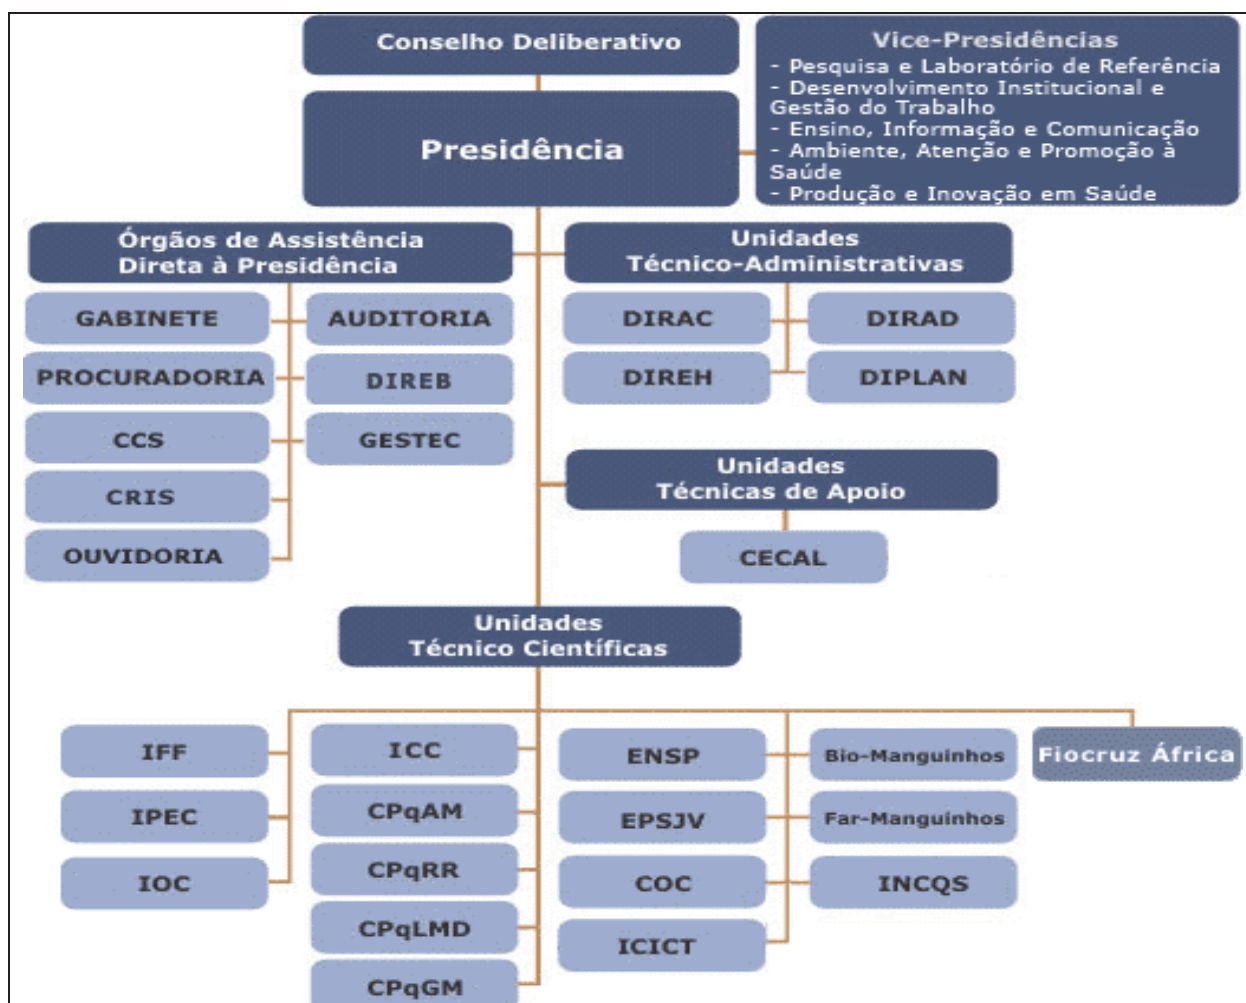 Conselho Deliberativo
Vice-Presidências
- Pesquisa e Laboratório de Referência
- Desenvolvimento Institucional e
Gestão do Trabalho
- Ensino, Informação e Comunicação
- Ambiente, Atenção e Promoção à
Saúde
- Produção e Inovação em Saúde
Presidência
Órgãos de Assistência
Direta à Presidência
GABINETE
AUDITORIA
PROCURADORIA
DIREB
CCS
GESTEC
CRIS
OUVIDORIA
Unidades
Técnico-Administrativas
DIRAC
DIRAD
DIREH
DIPLAN
Unidades
Técnicas de Apoio
CECAL
Unidades
Técnico Científicas
IFF
IPEC
IOC
ICC
CPqAM
CPqRR
CPqLMD
CPqGM
ENSP
EPSJV
COC
ICICT
Bio-Manguinhos
Far-Manguinhos
INCQS
Fiocruz África